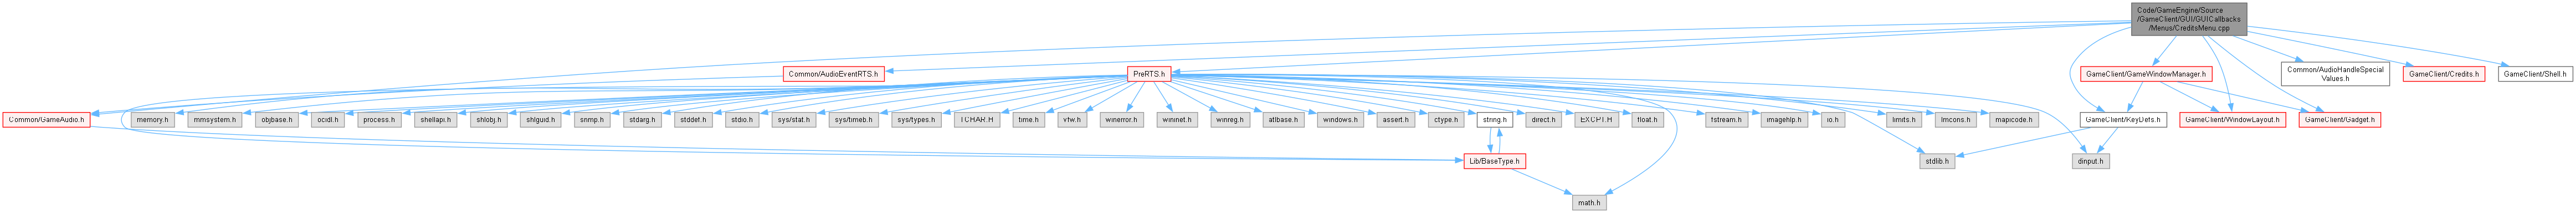 Code/GameEngine/Source
/GameClient/GUI/GUICallbacks
/Menus/CreditsMenu.cpp
Common/AudioEventRTS.h
PreRTS.h
GameClient/GameWindowManager.h
Common/AudioHandleSpecial
Values.h
GameClient/Credits.h
GameClient/Shell.h
Common/GameAudio.h
memory.h
mmsystem.h
objbase.h
ocidl.h
process.h
shellapi.h
shlobj.h
shlguid.h
snmp.h
stdarg.h
stddef.h
stdio.h
sys/stat.h
sys/timeb.h
sys/types.h
TCHAR.H
time.h
vfw.h
winerror.h
wininet.h
winreg.h
atlbase.h
windows.h
assert.h
ctype.h
string.h
direct.h
EXCPT.H
float.h
fstream.h
imagehlp.h
io.h
limits.h
lmcons.h
mapicode.h
GameClient/KeyDefs.h
GameClient/WindowLayout.h
GameClient/Gadget.h
Lib/BaseType.h
stdlib.h
dinput.h
math.h